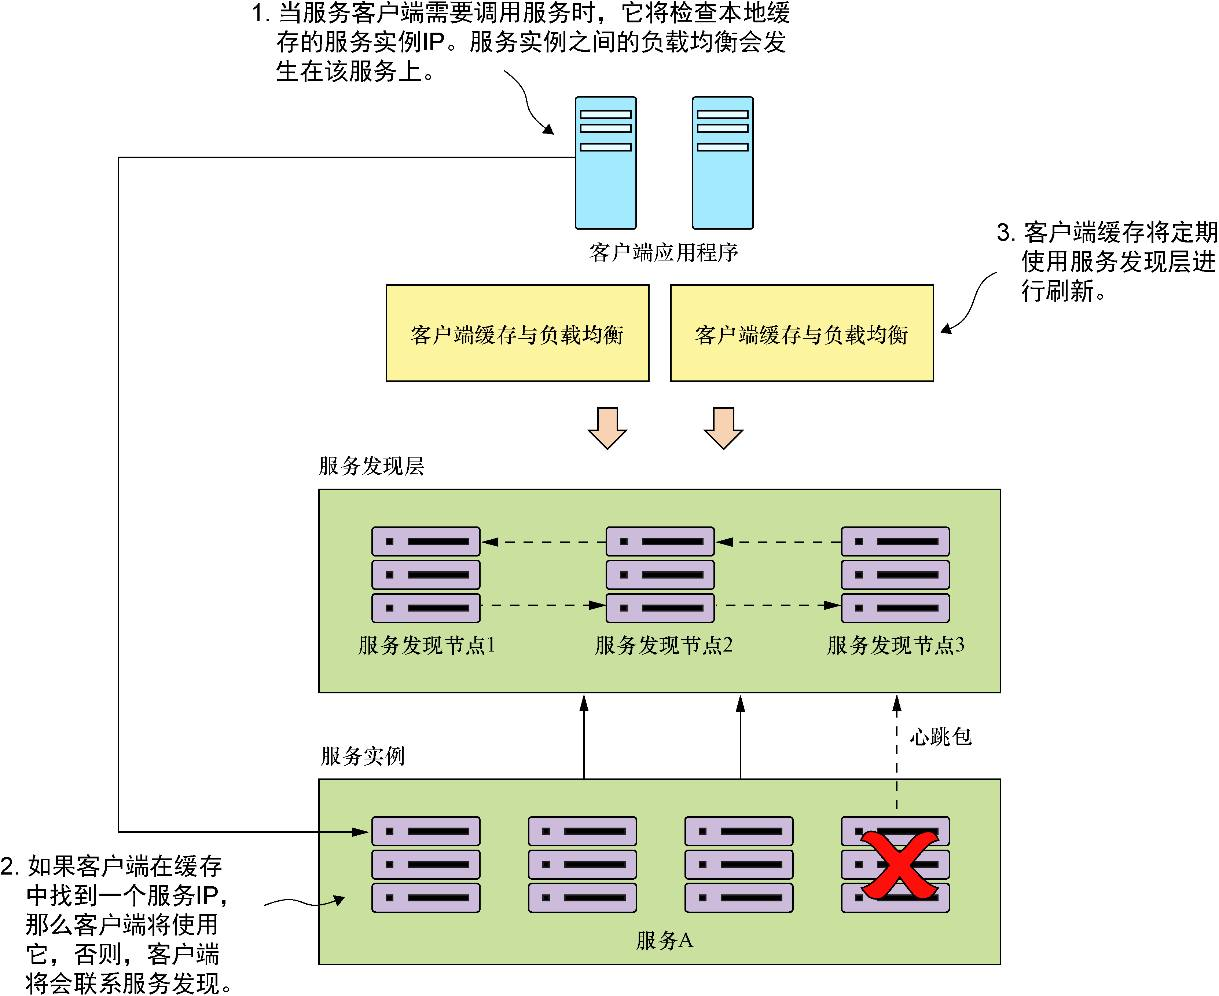 1. 当服务客户端需要调用服务时，它将检查本地缓
存的服务实例IP。服务实例之间的负载均衡会发
生在该服务上。
客户端应用程序
3. 客户端缓存将定期
使用服务发现层进
行刷新。
客户端缓存与负载均衡
客户端缓存与负载均衡
服务发现层
服务发现节点1
服务发现节点2
服务发现节点3
心跳包
服务实例
2. 如果客户端在缓存
中找到一个服务IP，
那么客户端将使用
它，否则，客户端
将会联系服务发现。
服务A